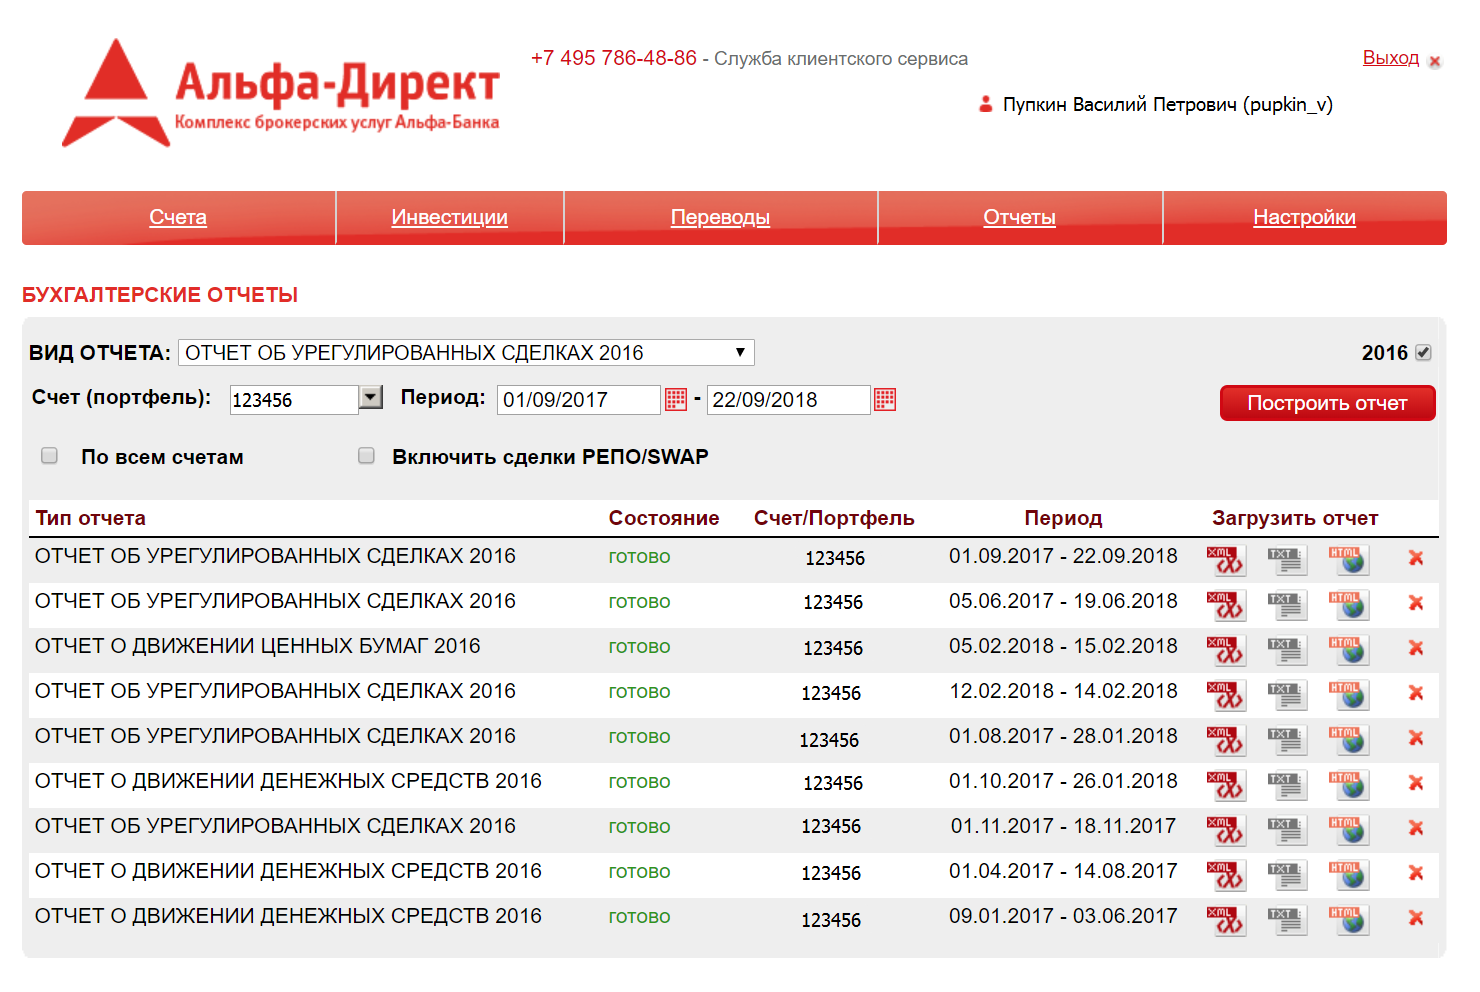 Альфа-Директ
Комплекс брокерских услуг Альфа-Банка
+7 495 786-48-86 - Служба клиентского сервиса
Выход
Пупкин Василий Петрович (pupkin_v)
Счета Инвестиции Переводы Отчеты Настройки
БУХГАЛТЕРСКИЕ ОТЧЕТЫ
ВИД ОТЧЕТА: ОТЧЕТ ОБ УРЕГУЛИРОВАННЫХ СДЕЛКАХ 2016 2016
Счет (портфель): 123456 Период: 01/09/2017 - 22/09/2018 Построить отчет
По всем счетам Включить сделки РЕПО/SWAP
Тип отчета Состояние Счет/Портфель Период Загрузить отчет
ОТЧЕТ ОБ УРЕГУЛИРОВАННЫХ СДЕЛКАХ 2016 готово 123456 01.09.2017 - 22.09.2018 XML TXT HTML
ОТЧЕТ ОБ УРЕГУЛИРОВАННЫХ СДЕЛКАХ 2016 готово 123456 05.06.2017 - 19.06.2018 XML TXT HTML
ОТЧЕТ О ДВИЖЕНИИ ЦЕННЫХ БУМАГ 2016 готово 123456 05.02.2018 - 15.02.2018 XML TXT HTML
ОТЧЕТ ОБ УРЕГУЛИРОВАННЫХ СДЕЛКАХ 2016 готово 123456 12.02.2018 - 14.02.2018 XML TXT HTML
ОТЧЕТ ОБ УРЕГУЛИРОВАННЫХ СДЕЛКАХ 2016 готово 123456 01.08.2017 - 28.01.2018 XML TXT HTML
ОТЧЕТ О ДВИЖЕНИИ ДЕНЕЖНЫХ СРЕДСТВ 2016 готово 123456 01.10.2017 - 26.01.2018 XML TXT HTML
ОТЧЕТ ОБ УРЕГУЛИРОВАННЫХ СДЕЛКАХ 2016 готово 123456 01.11.2017 - 18.11.2017 XML TXT HTML
ОТЧЕТ О ДВИЖЕНИИ ДЕНЕЖНЫХ СРЕДСТВ 2016 готово 123456 01.04.2017 - 14.08.2017 XML TXT HTML
ОТЧЕТ О ДВИЖЕНИИ ДЕНЕЖНЫХ СРЕДСТВ 2016 готово 123456 09.01.2017 - 03.06.2017 XML TXT HTML